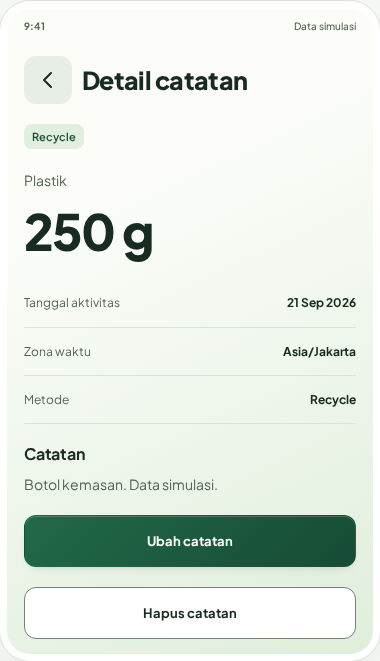 9:41
Data simulasi
Detail catatan
Recycle
Plastik
250 g
Tanggal aktivitas
21 Sep 2026
Zona waktu
Asia/Jakarta
Metode
Recycle
Catatan
Botol kemasan. Data simulasi.
Ubah catatan
Hapus catatan